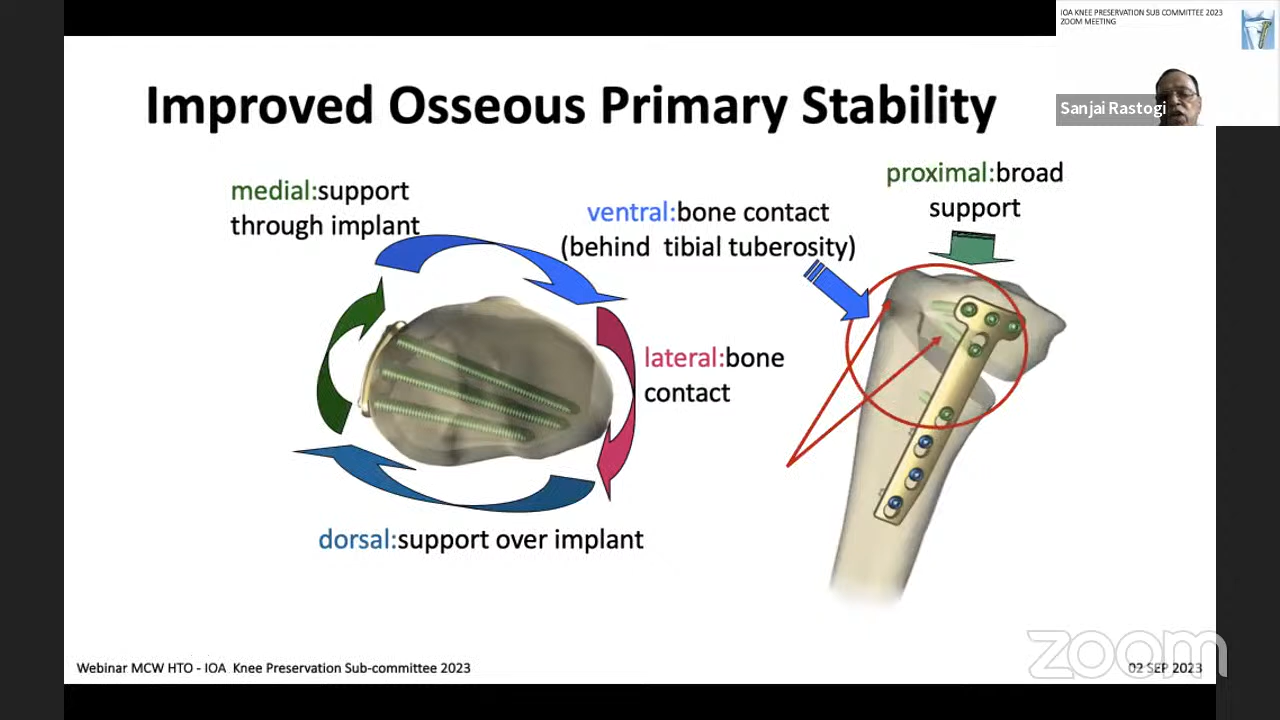 IOA KNEE PRESERVATION SUB COMMITTEE 2023
ZOOM MEETING
Sanjai Rastogi
Improved Osseous Primary Stability
medial:support
through implant
ventral:bone contact
(behind tibial tuberosity)
proximal:broad
support
lateral:bone
contact
dorsal:support over implant
Webinar MCW HTO - IOA Knee Preservation Sub-committee 2023
02 SEP 2023
zoom